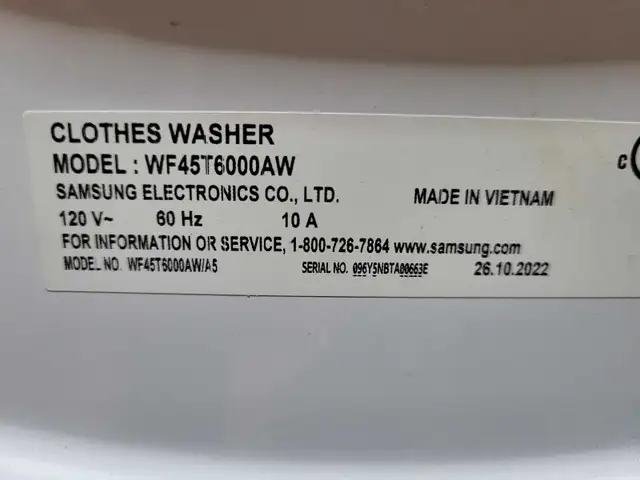 CLOTHES WASHER
MODEL : WF45T6000AW
SAMSUNG ELECTRONICS CO., LTD. MADE IN VIETNAM
120 V~ 60 Hz 10 A
FOR INFORMATION OR SERVICE, 1-800-726-7864 www.samsung.com
MODEL NO. WF45T6000AW/A5 SERIAL NO. 096Y5NBTA00663E 26.10.2022
C